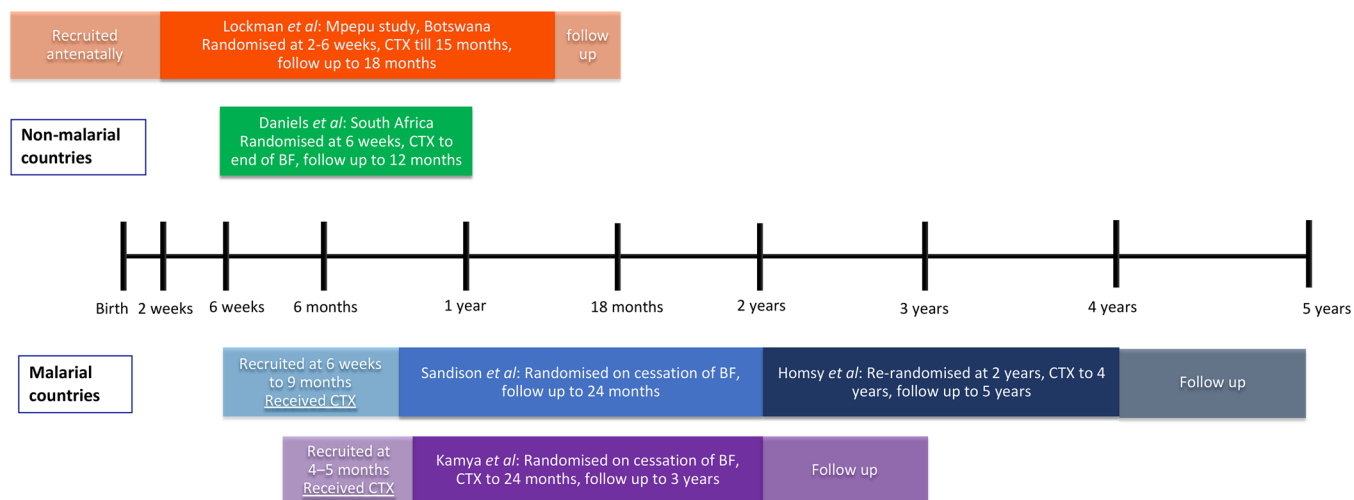 Recruited
antenatally
Lockman et al: Mpepu study, Botswana
Randomised at 2-6 weeks, CTX till 15 months,
follow up to 18 months
follow
up
Non-malarial
countries
Daniels et al: South Africa
Randomised at 6 weeks, CTX to
end of BF, follow up to 12 months
Birth
2 weeks
6 weeks
6 months
1 year
18 months
2 years
3 years
4 years
5 years
Malarial
countries
Recruited at 6 weeks
to 9 months
Received CTX
Sandison et al: Randomised on cessation of BF,
follow up to 24 months
Homsy et al: Re-randomised at 2 years, CTX to 4
years, follow up to 5 years
Follow up
Recruited at
4–5 months
Received CTX
Kamya et al: Randomised on cessation of BF,
CTX to 24 months, follow up to 3 years
Follow up